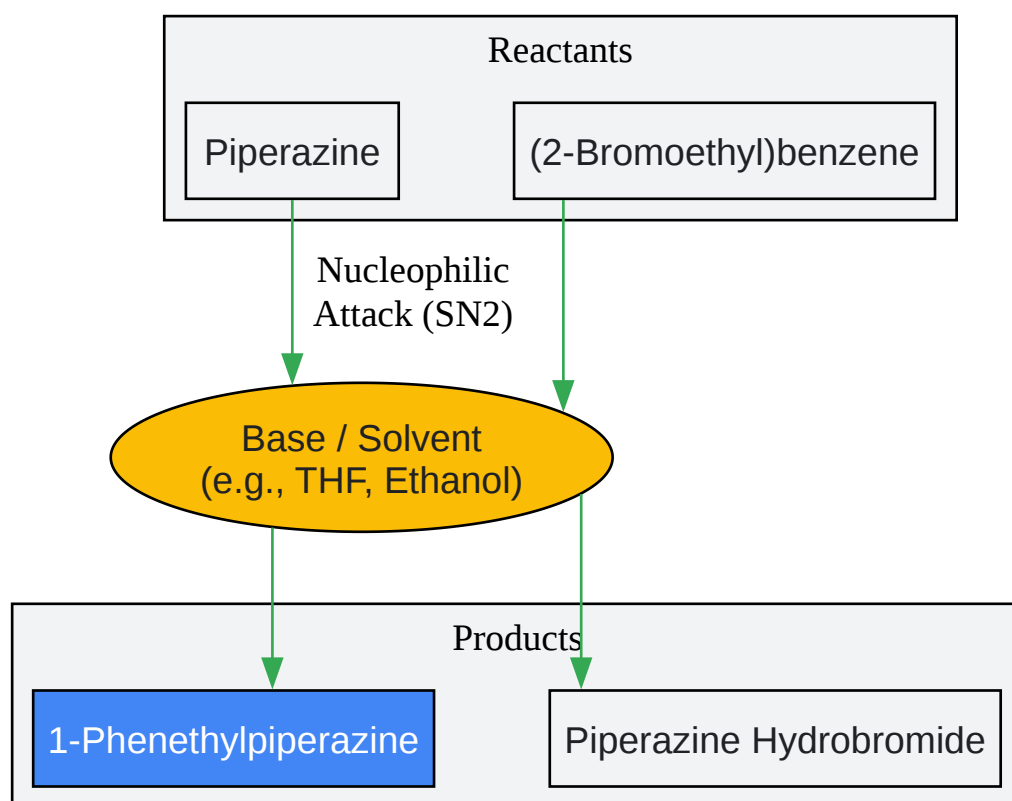 Reactants
Piperazine
(2-Bromoethyl)benzene
Nucleophilic
Attack (SN2)
Base / Solvent
(e.g., THF, Ethanol)
Products
1-Phenethylpiperazine
Piperazine Hydrobromide